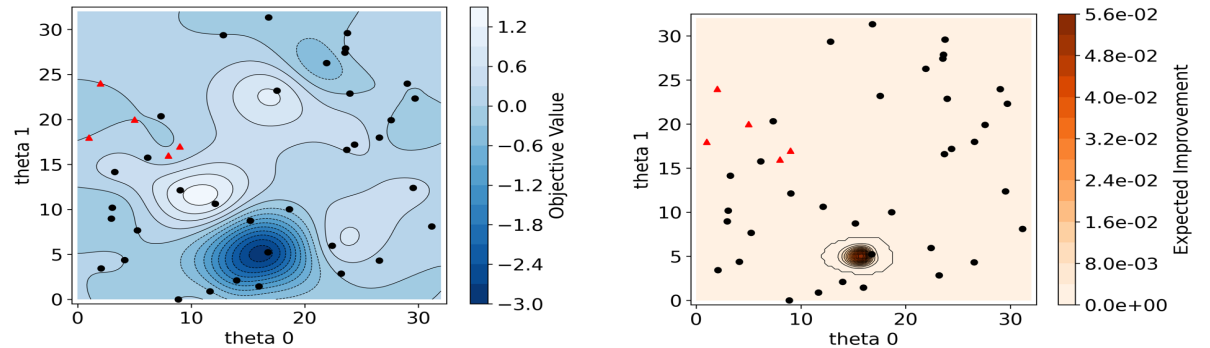 30
25
20
15
10
5
0
theta 1
0
10
20
30
theta 0
1.2
0.6
0.0
−0.6
−1.2
−1.8
−2.4
−3.0
Objective Value
30
25
20
15
10
5
0
theta 1
0
10
20
30
theta 0
5.6e-02
4.8e-02
4.0e-02
3.2e-02
2.4e-02
1.6e-02
8.0e-03
0.0e+00
Expected Improvement